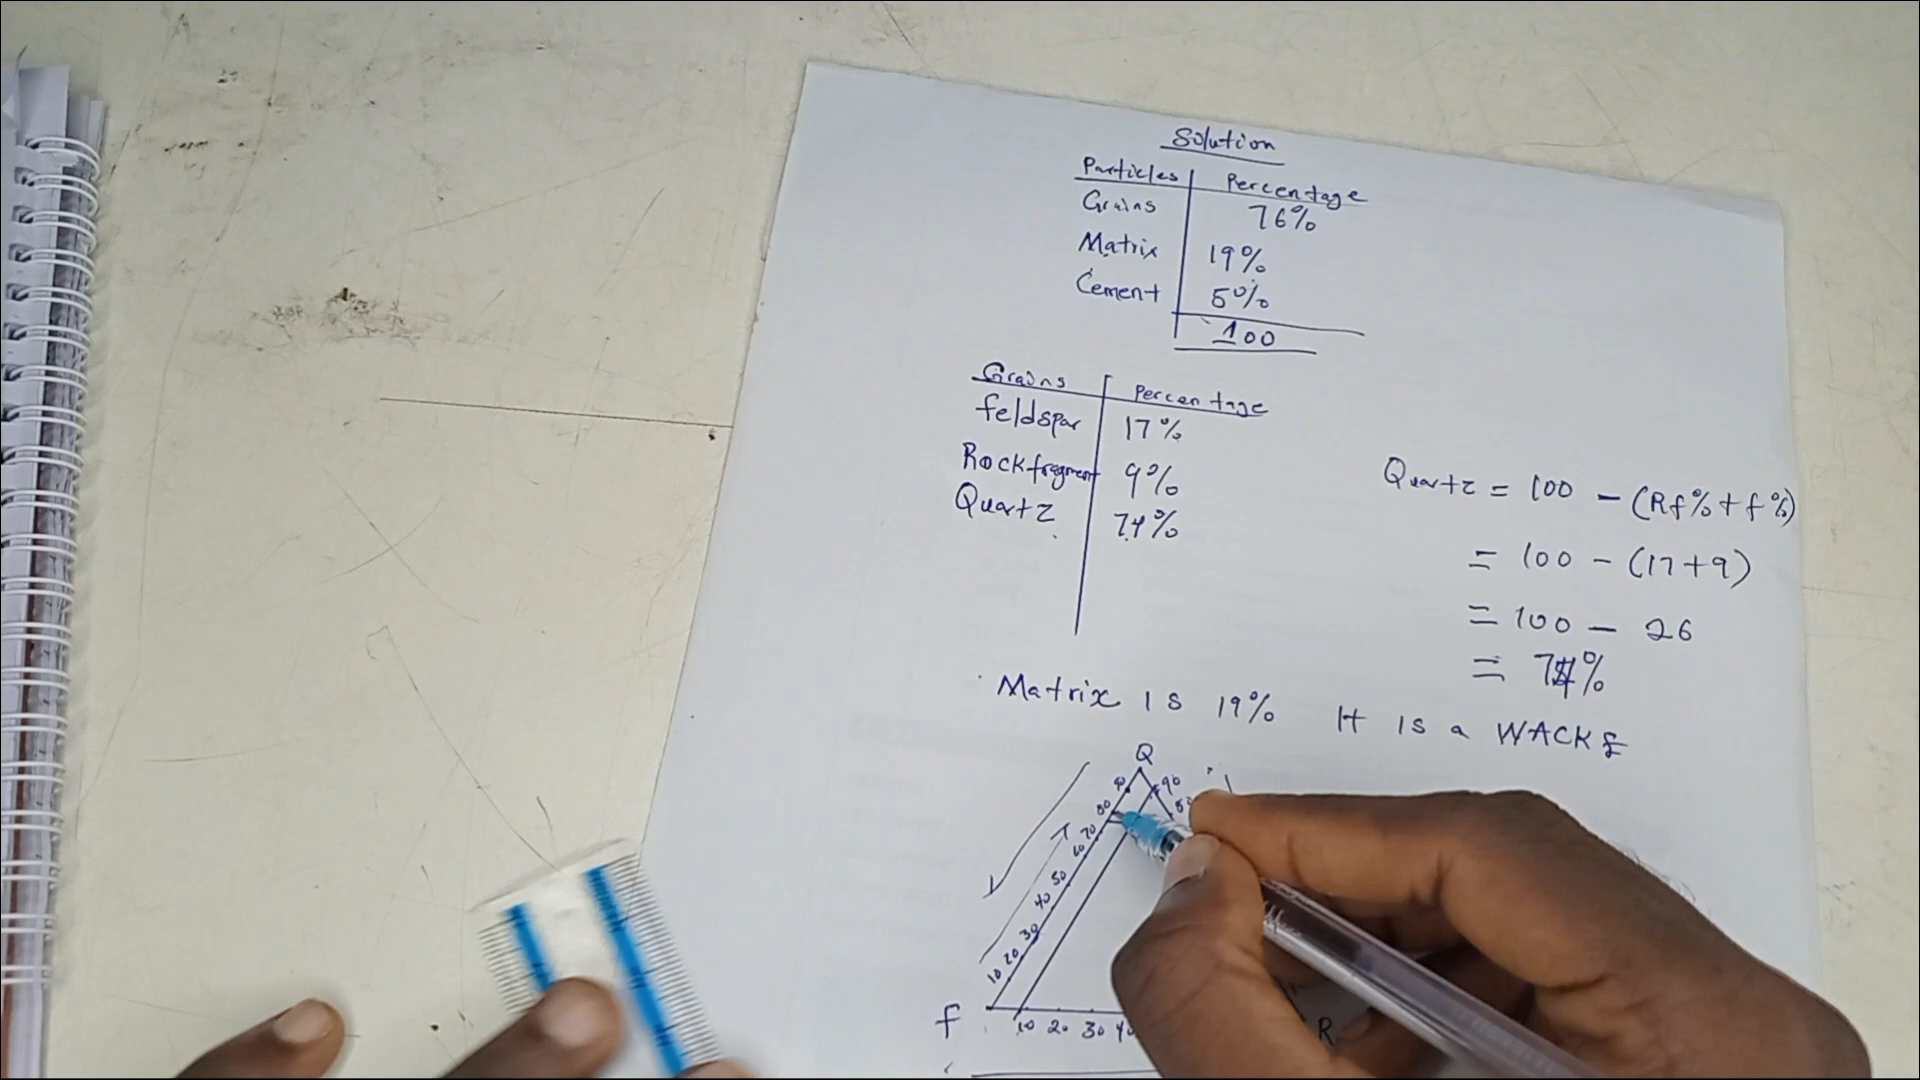 Solution
Particles Percentage
Grains 76%
Matrix 19%
Cement 5%
100
Grains Percentage
feldspar 17%
Rockfragment 9%
Quartz 74%
Quartz = 100 - (Rf% + f%)
= 100 - (17+9)
= 100 - 26
= 74%
Matrix is 19% It is a WACKE
Q
90 90
80
70
60
50
40
30
20
10
F R
10 20 30